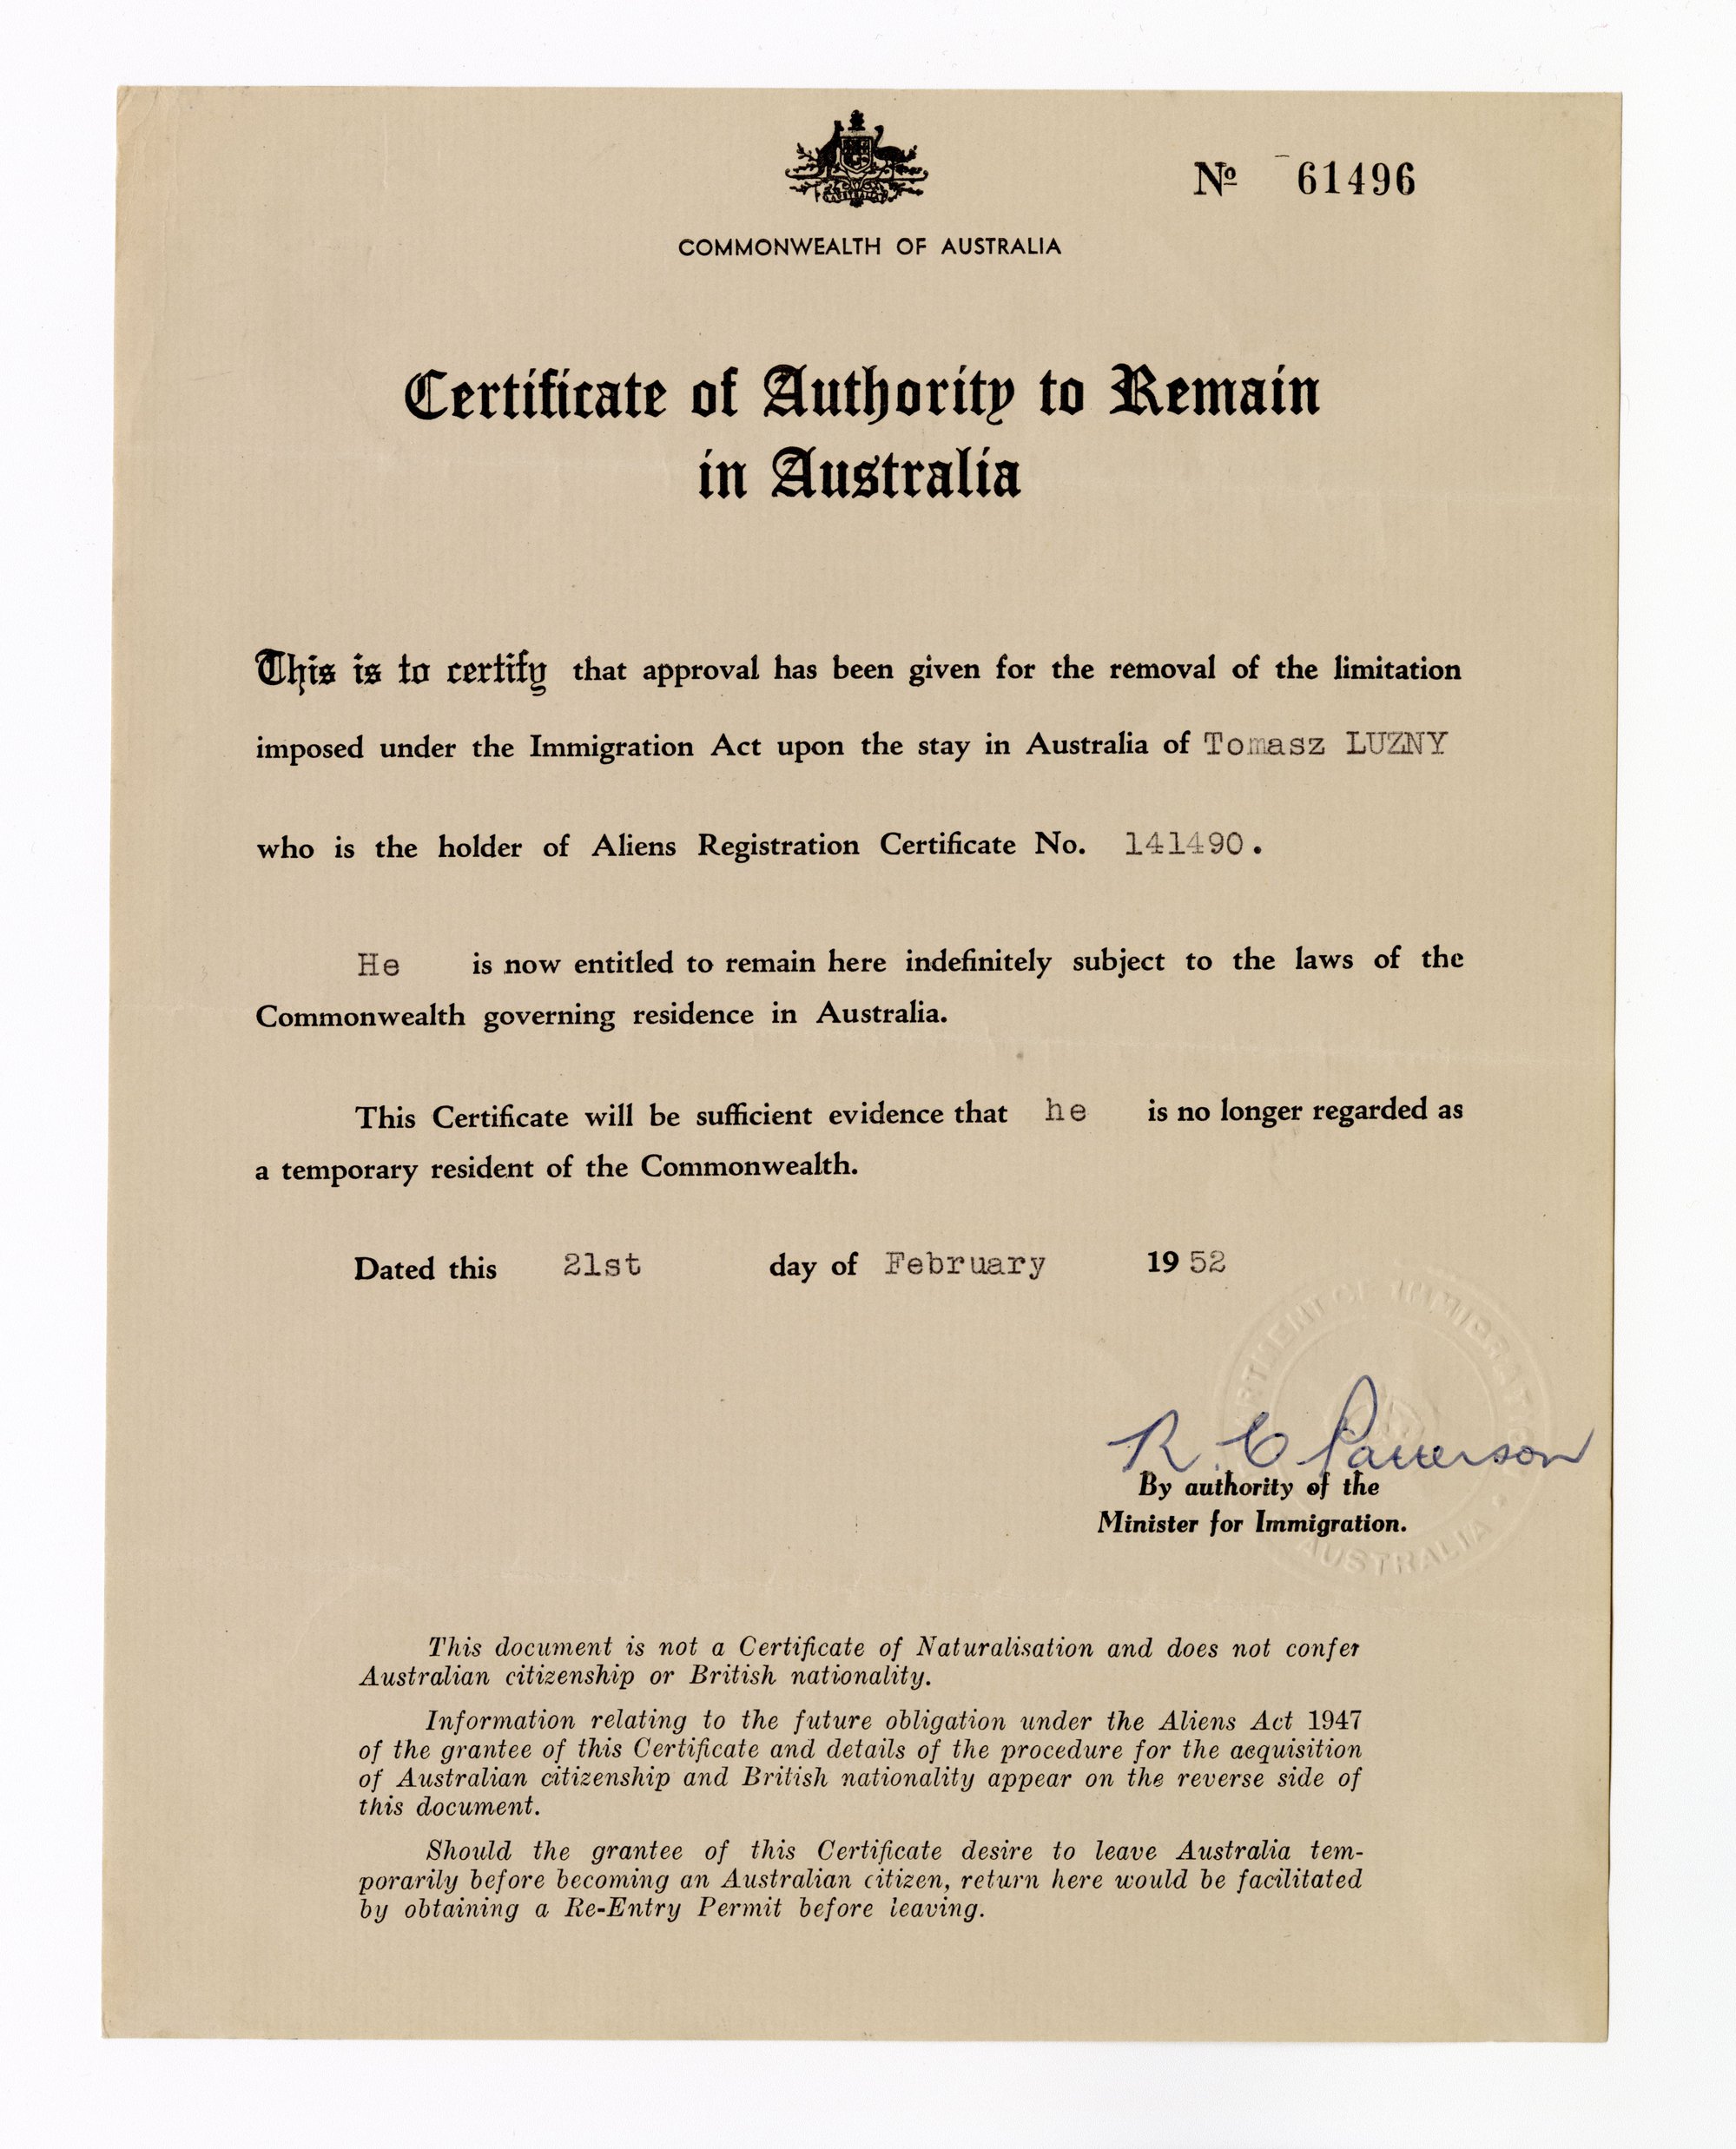 Nº 61496
COMMONWEALTH OF AUSTRALIA
Certificate of Authority to Remain
in Australia
This is to certify that approval has been given for the removal of the limitation
imposed under the Immigration Act upon the stay in Australia of Tomasz LUZNY
who is the holder of Aliens Registration Certificate No. 141490.
He is now entitled to remain here indefinitely subject to the laws of the
Commonwealth governing residence in Australia.
This Certificate will be sufficient evidence that he is no longer regarded as
a temporary resident of the Commonwealth.
Dated this 21st day of February 1952
R. C Patterson
By authority of the
Minister for Immigration.
OF IMMIGRATION
AUSTRALIA
This document is not a Certificate of Naturalisation and does not confer
Australian citizenship or British nationality.
Information relating to the future obligation under the Aliens Act 1947
of the grantee of this Certificate and details of the procedure for the acquisition
of Australian citizenship and British nationality appear on the reverse side of
this document.
Should the grantee of this Certificate desire to leave Australia tem-
porarily before becoming an Australian citizen, return here would be facilitated
by obtaining a Re-Entry Permit before leaving.